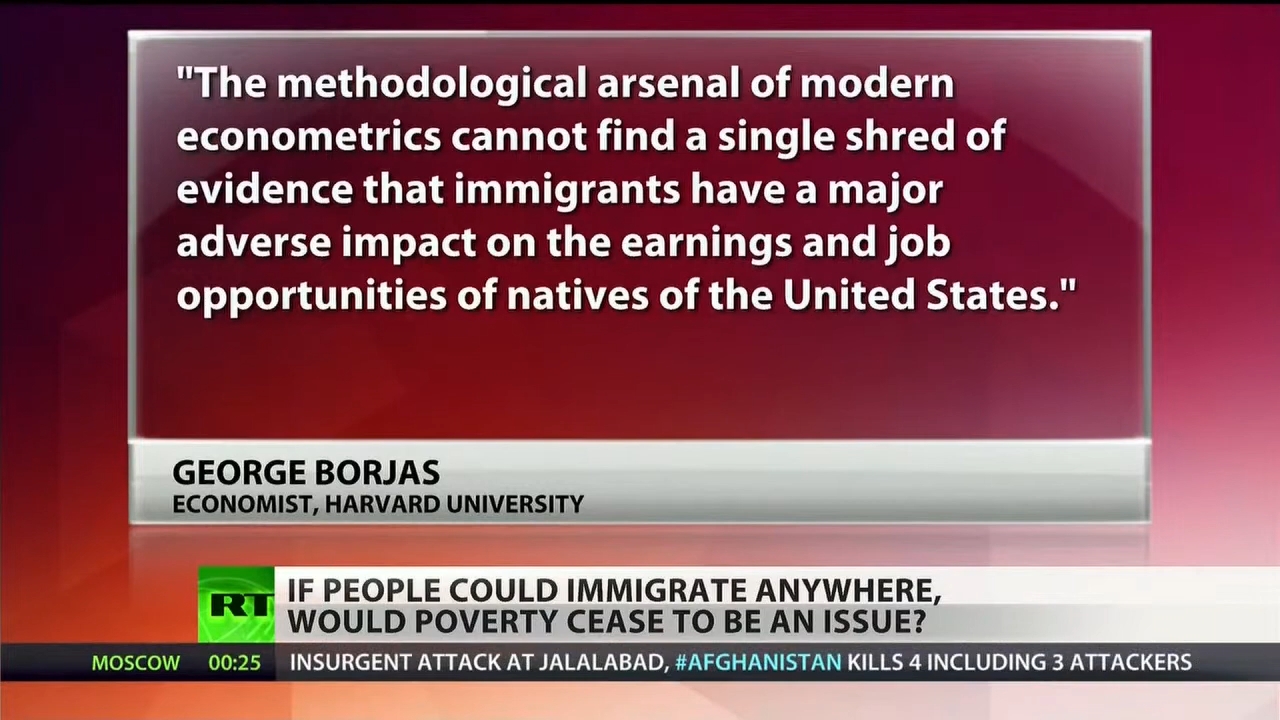 "The methodological arsenal of modern
econometrics cannot find a single shred of
evidence that immigrants have a major
adverse impact on the earnings and job
opportunities of natives of the United States."
GEORGE BORJAS
ECONOMIST, HARVARD UNIVERSITY
RT
IF PEOPLE COULD IMMIGRATE ANYWHERE,
WOULD POVERTY CEASE TO BE AN ISSUE?
MOSCOW 00:25 INSURGENT ATTACK AT JALALABAD, #AFGHANISTAN KILLS 4 INCLUDING 3 ATTACKERS